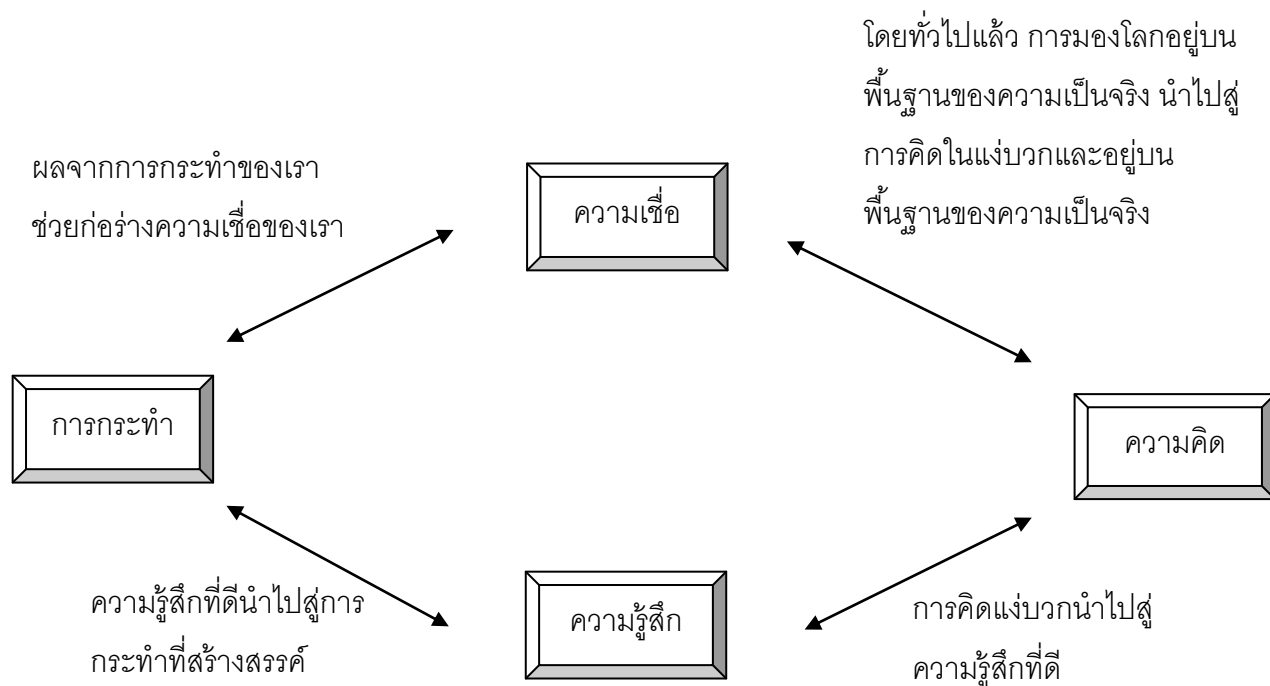 โดยทั่วไปแล้ว การมองโลกอยู่บน
พื้นฐานของความเป็นจริง นำไปสู่
การคิดในแง่บวกและอยู่บน
พื้นฐานของความเป็นจริง
ผลจากการกระทำของเรา
ช่วยก่อร่างความเชื่อของเรา
ความเชื่อ
การกระทำ
ความคิด
ความรู้สึกที่ดีนำไปสู่การ
กระทำที่สร้างสรรค์
ความรู้สึก
การคิดแง่บวกนำไปสู่
ความรู้สึกที่ดี